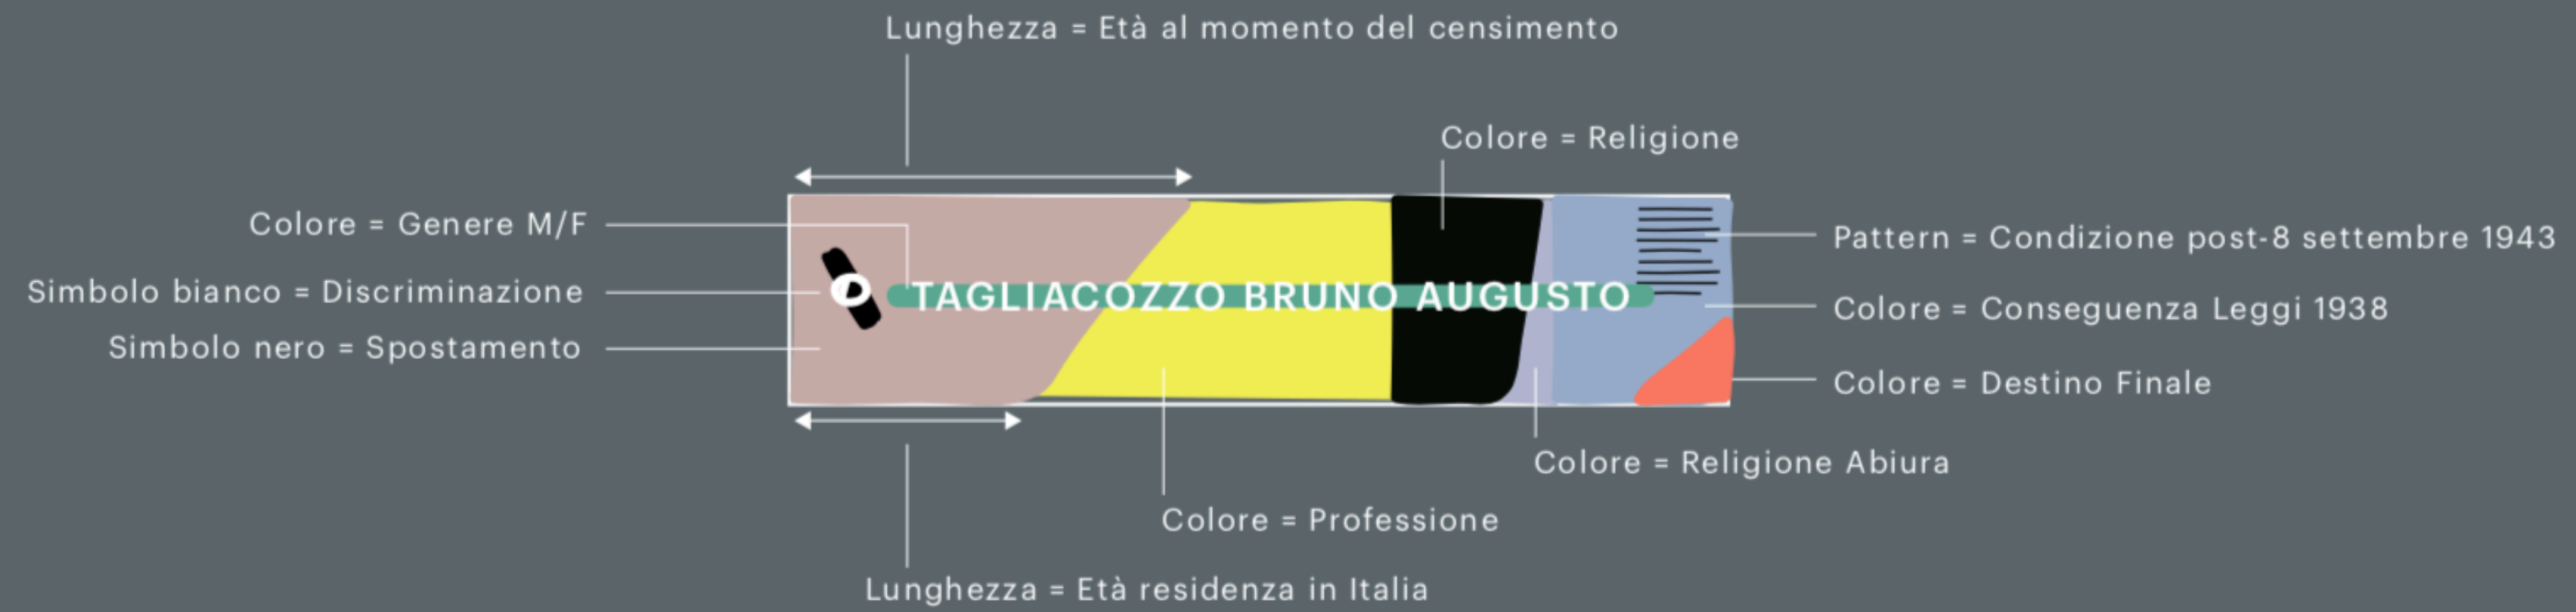 Lunghezza = Età al momento del censimento
Colore = Religione
Colore = Genere M/F
Pattern = Condizione post-8 settembre 1943
Simbolo bianco = Discriminazione
TAGLIACOZZO BRUNO AUGUSTO
Colore = Conseguenza Leggi 1938
Simbolo nero = Spostamento
Colore = Destino Finale
Colore = Religione Abiura
Colore = Professione
Lunghezza = Età residenza in Italia